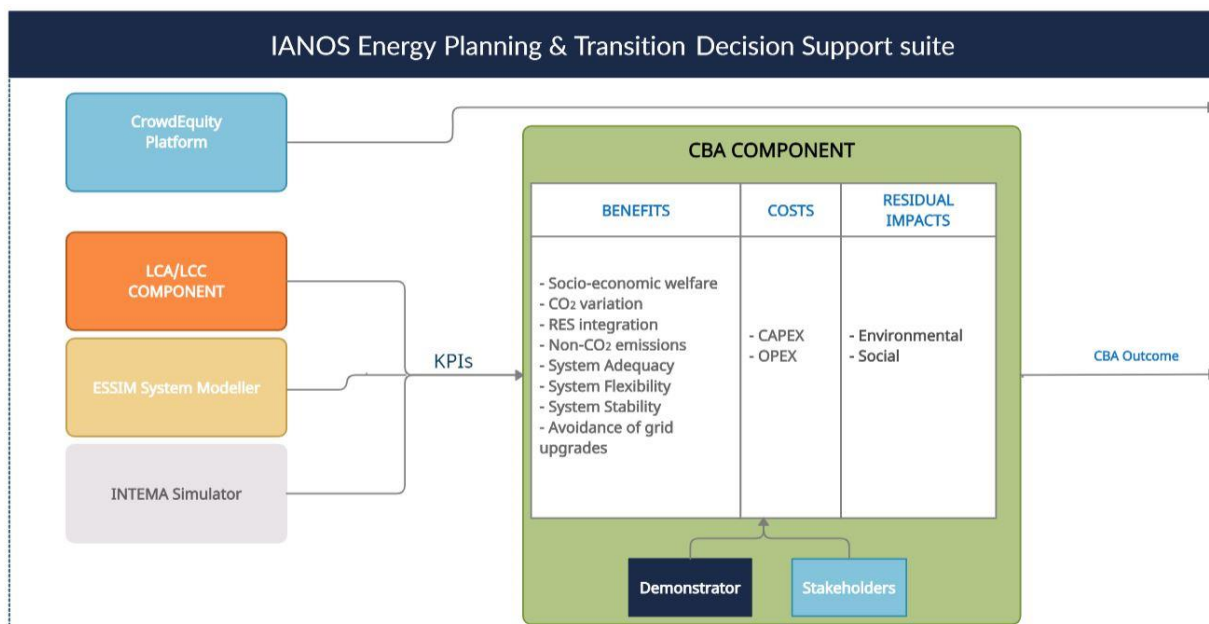 IANOS Energy Planning & Transition Decision Support suite
CrowdEquity
Platform
LCA/LCC
COMPONENT
ESSIM System Modeller
INTEMA Simulator
KPIs
CBA COMPONENT
BENEFITS
COSTS
RESIDUAL
IMPACTS
- Socio-economic welfare
- CO₂ variation
- RES integration
- Non-CO₂ emissions
- System Adequacy
- System Flexibility
- System Stability
- Avoidance of grid
upgrades
- CAPEX
- OPEX
- Environmental
- Social
Demonstrator
Stakeholders
CBA Outcome